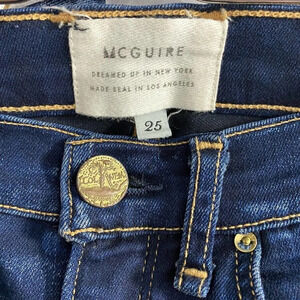 MCGUIRE
DREAMED UP IN NEW YORK
MADE REAL IN LOS ANGELES
25